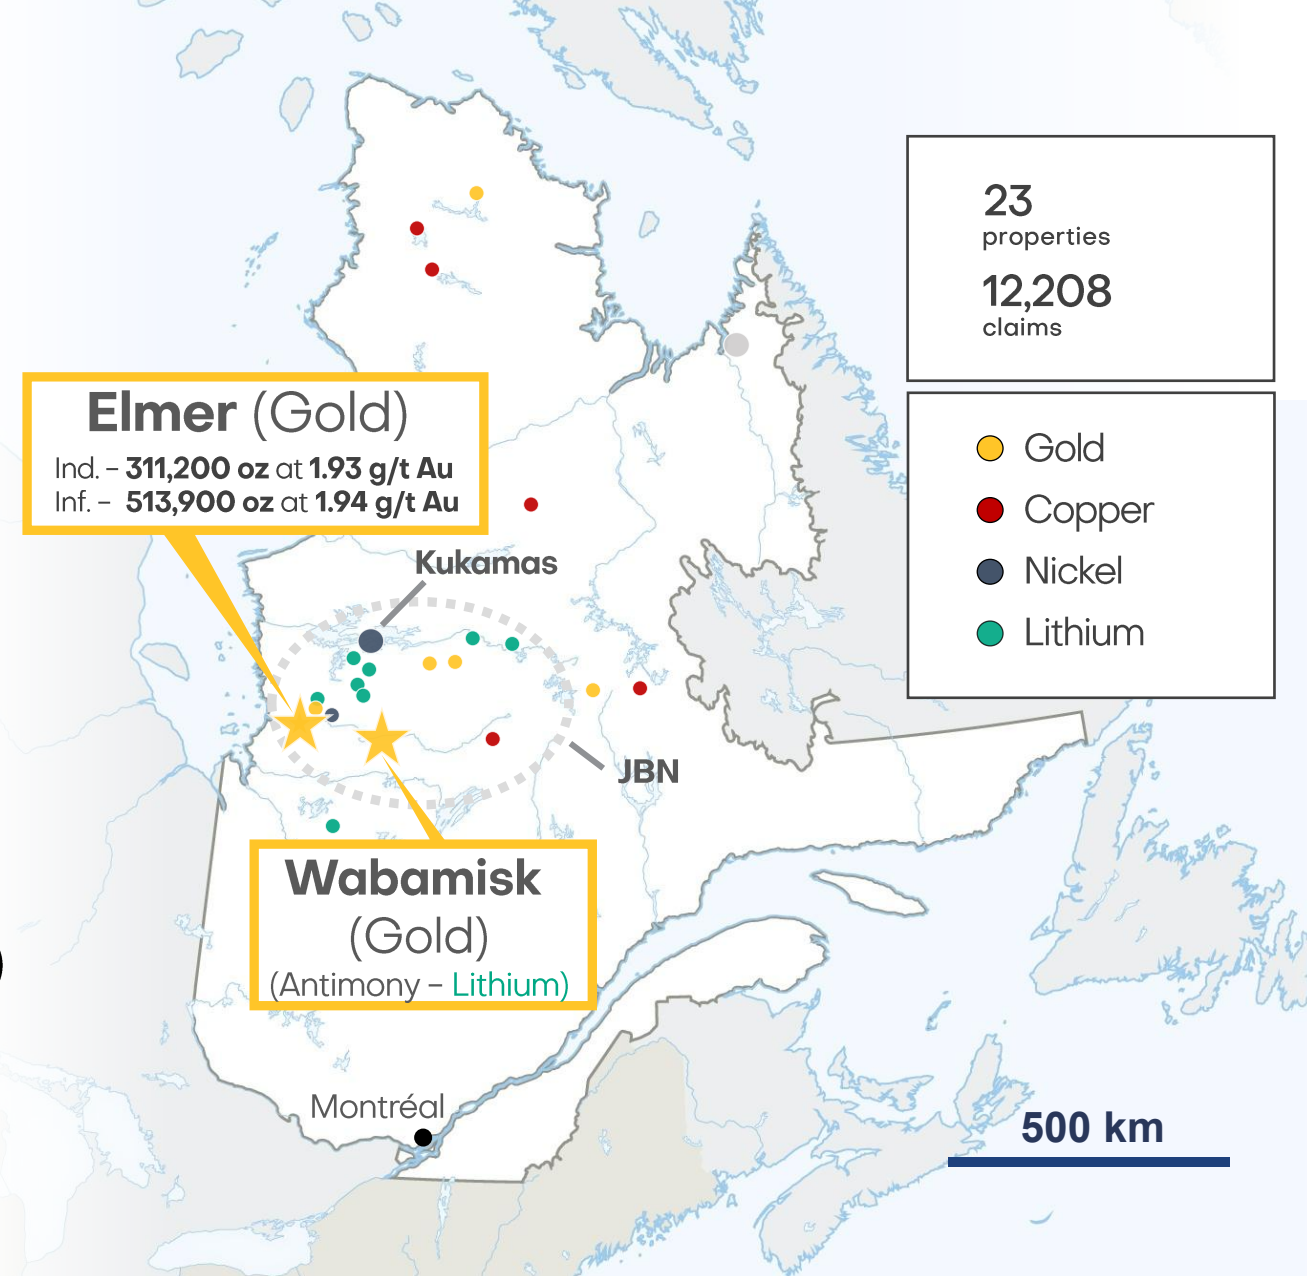 23
properties
12,208
claims
Elmer (Gold)
Ind. – 311,200 oz at 1.93 g/t Au
Inf. – 513,900 oz at 1.94 g/t Au
Gold
Copper
Nickel
Lithium
Kukamas
JBN
Wabamisk
(Gold)
(Antimony – Lithium)
Montréal
500 km